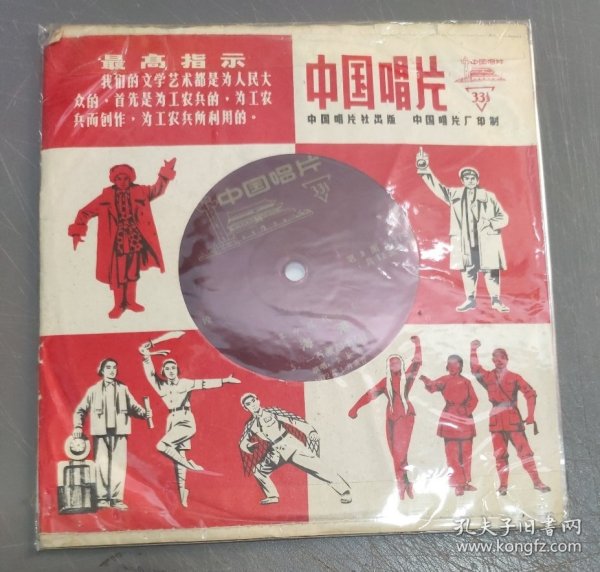 最高指示
我们的文学艺术都是为人民大
众的，首先是为工农兵的，为工农
兵而创作，为工农兵所利用的。
中国唱片
中国唱片
33⅓
中国唱片社出版 中国唱片厂印制
中国唱片
33⅓
孔夫子旧书网
www.kongfz.com